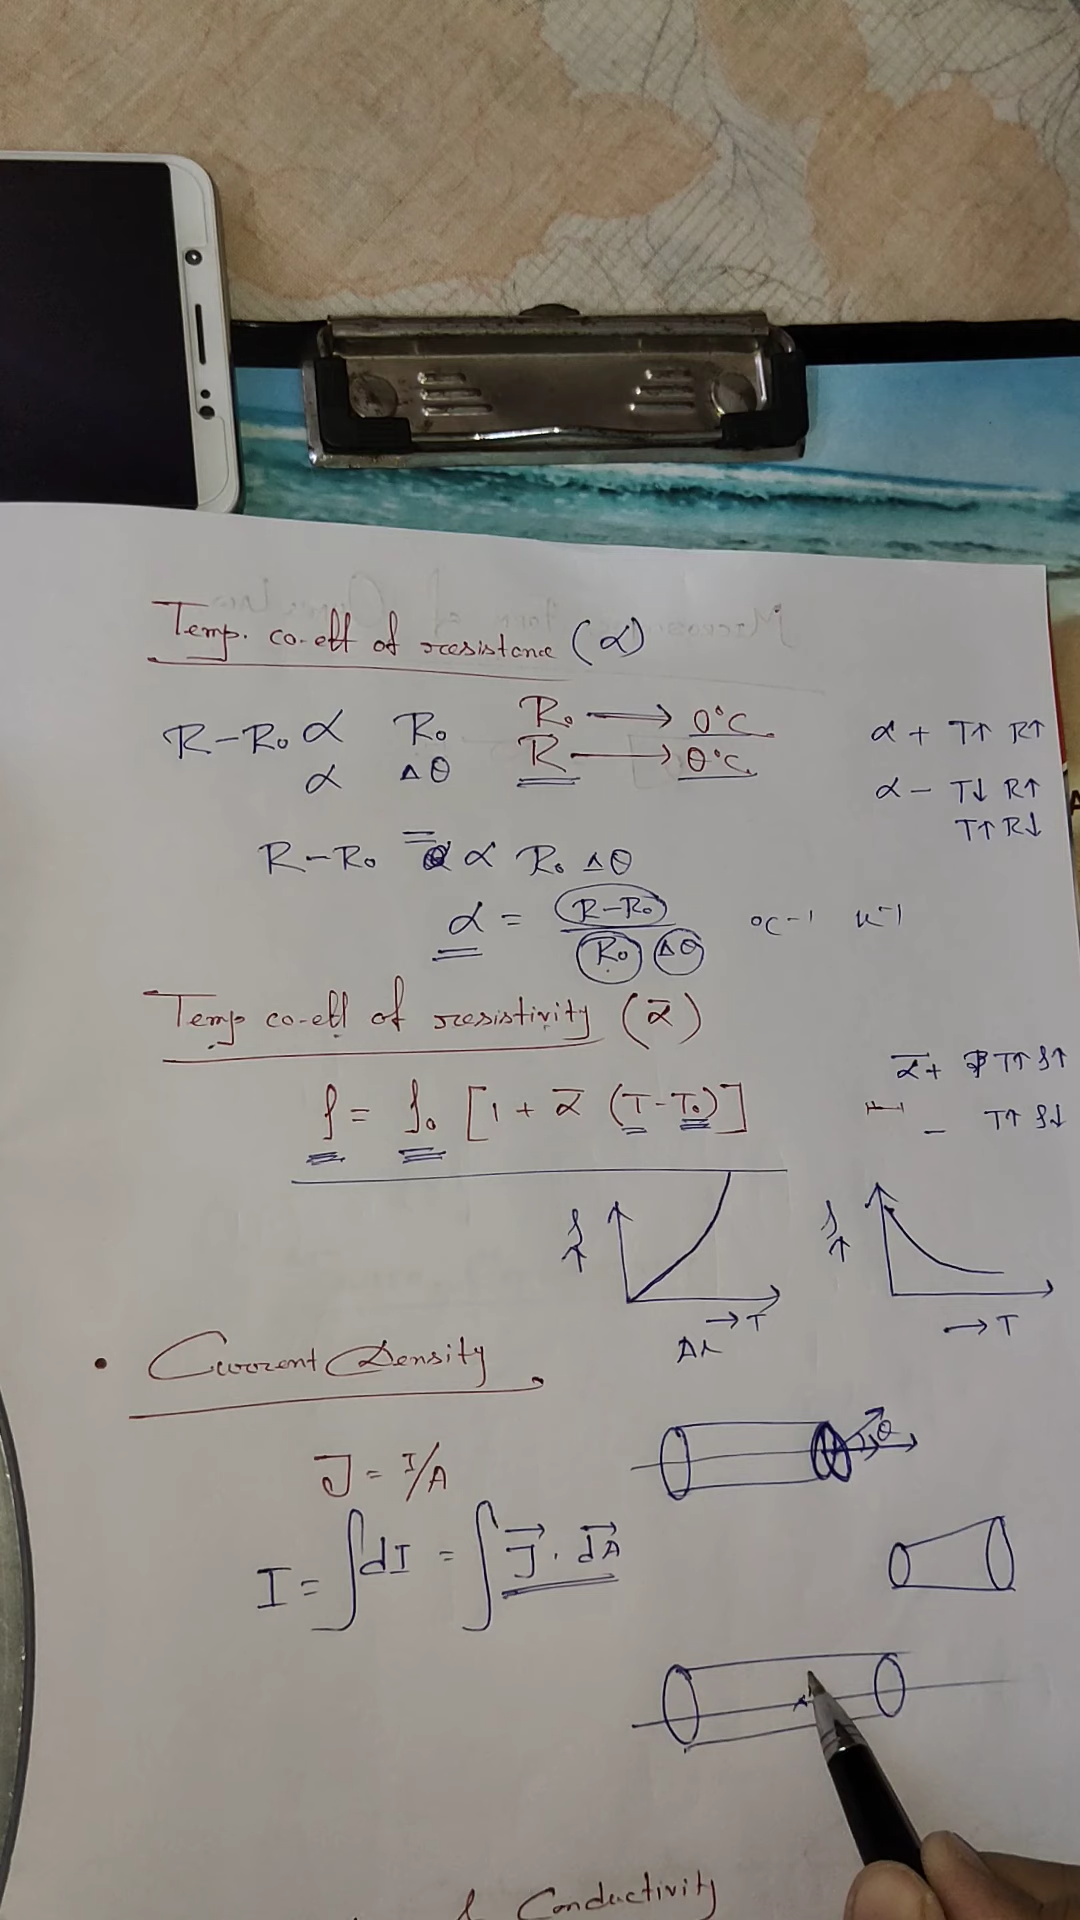 Temp. co-eff of resistance (α)
R-R₀ α R₀
α Δθ
R₀ → 0°C
R → θ°C
α + T↑ R↑
α - T↓ R↑
T↑ R↓
R-R₀ = α R₀ Δθ
α = (R-R₀) / R₀ Δθ °C⁻¹ K⁻¹
Temp co-eff of resistivity (ᾱ)
ᾱ + T↑ ρ↑
- T↑ ρ↓
ρ = ρ₀ [1 + ᾱ (T-T₀)]
ρ ↑ → T
ρ ↑ → T
• Current Density
J = I/A
θ
I = ∫dI = ∫J⃗ . dA⃗
Conductivity